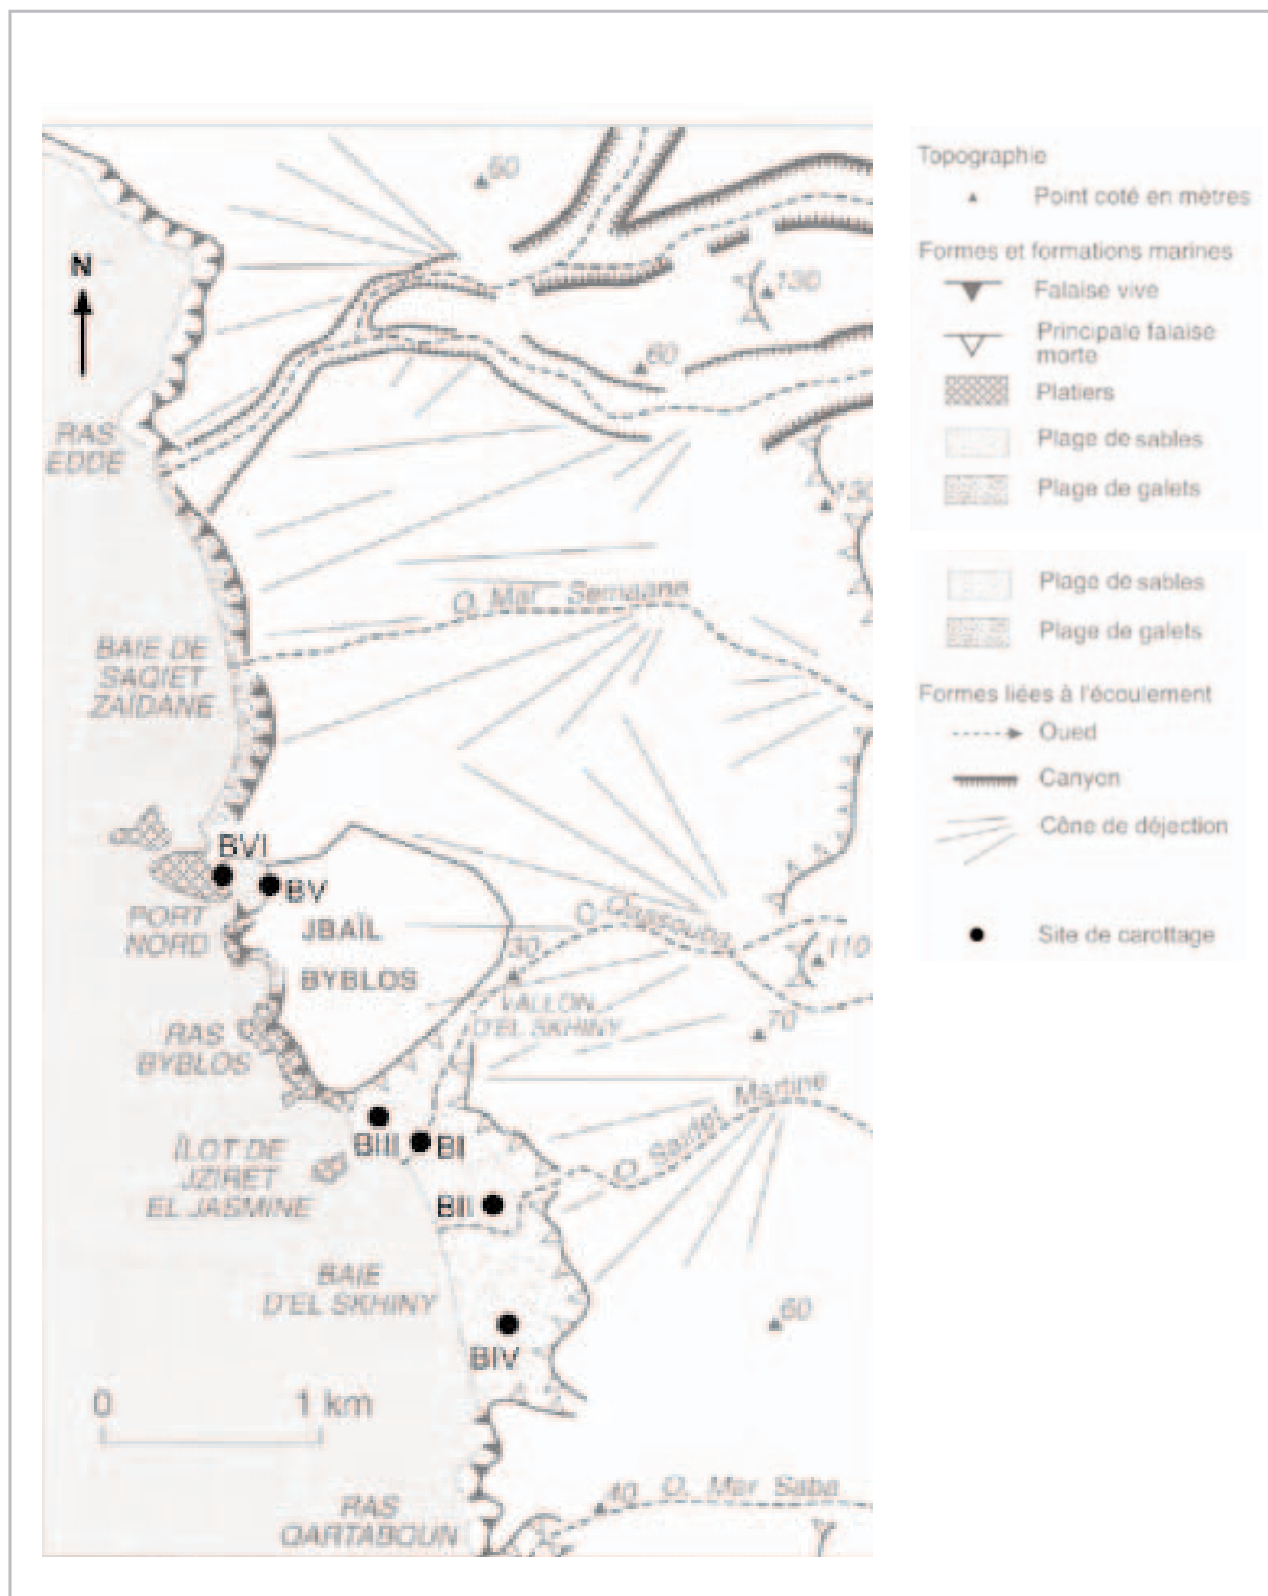 N
60
130
60
RAS
EDDE
130
O. Mar Semaane
BAIE DE
SAQIET
ZAÏDANE
BVI
BV
PORT
NORD
JBAÏL
BYBLOS
O. Qassouba
30
110
VALLON
D'EL SKHINY
70
RAS
BYBLOS
O. Saidet Martine
BIII
BI
ÎLOT DE
JZIRET
EL JASMINE
BII
BAIE
D'EL SKHINY
60
BIV
0 1 km
RAS
QARTABOUN
40
O. Mar Saba
Topographie
Point coté en mètres
Formes et formations marines
Falaise vive
Principale falaise
morte
Platiers
Plage de sables
Plage de galets
Plage de sables
Plage de galets
Formes liées à l'écoulement
Oued
Canyon
Cône de déjection
Site de carottage